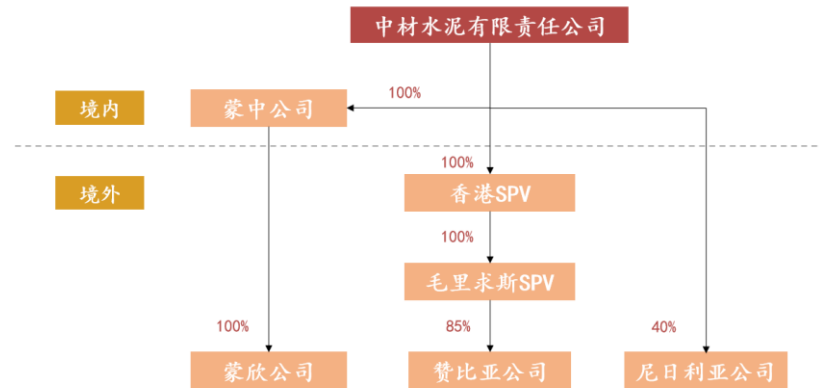 中材水泥有限责任公司
100%
境内
蒙中公司
100%
境外
香港SPV
100%
毛里求斯SPV
100%
85%
40%
蒙欣公司
赞比亚公司
尼日利亚公司